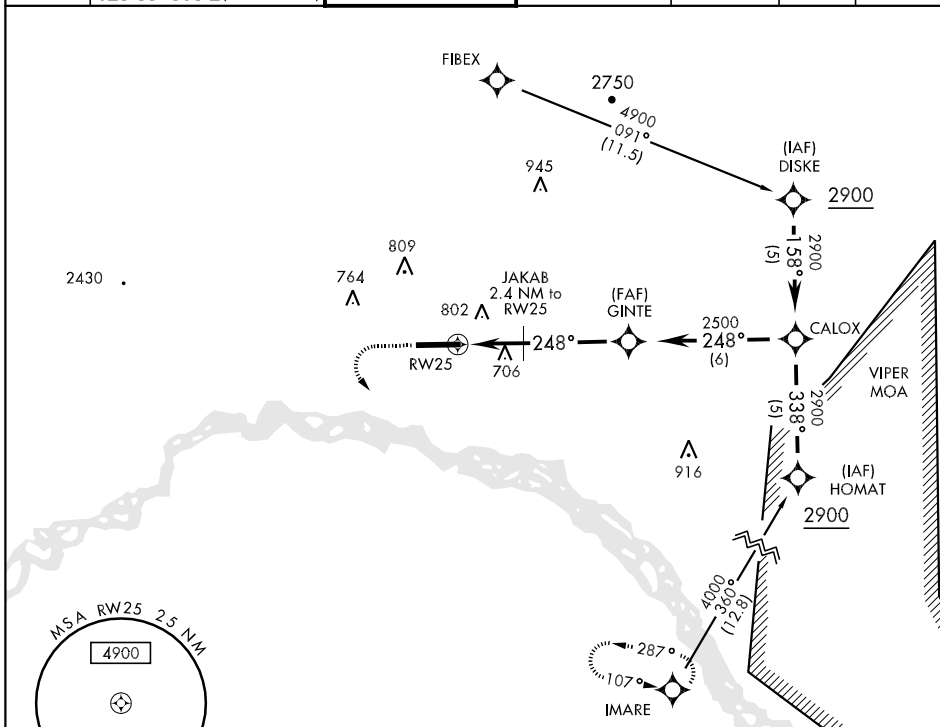 FIBEX
2750
4900
091°
(11.5)
(IAF)
DISKE
2900
945
2900
158°
(5)
809
2430
764
JAKAB
2.4 NM to
RW25
(FAF)
GINTE
802
248°
2500
248°
(6)
CALOX
RW25
706
VIPER
MOA
2900
338°
(5)
916
(IAF)
HOMAT
2900
4000
360°
(12.8)
MSA RW25 25 NM
4900
287°
107°
IMARE